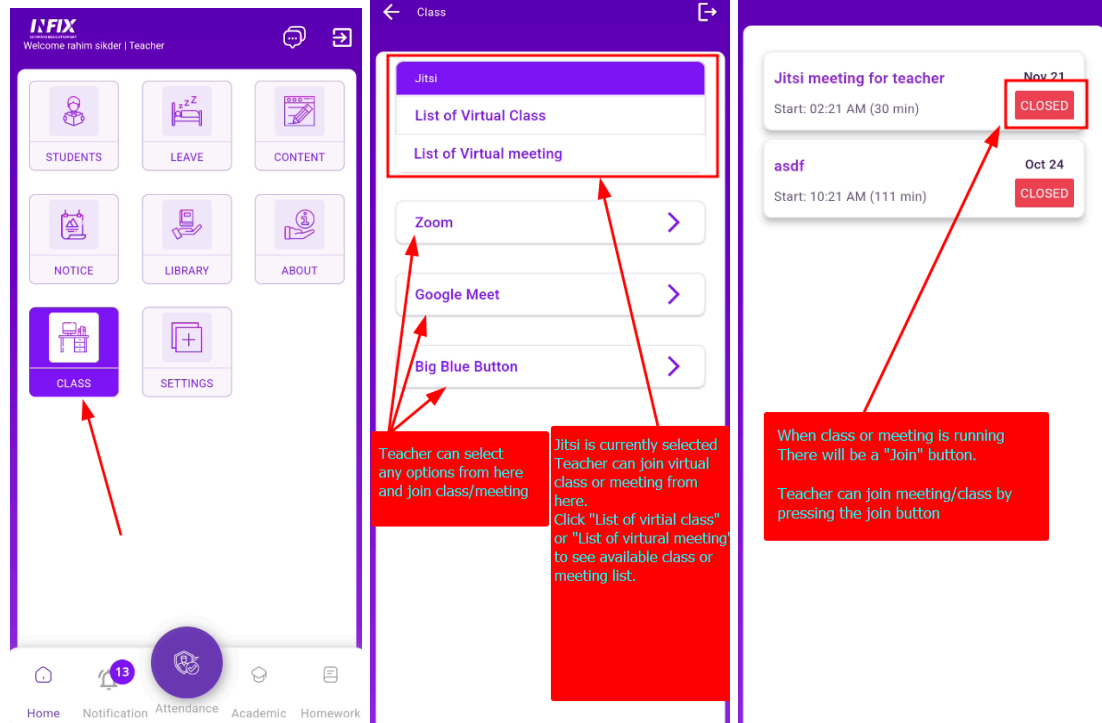 INFIX
Welcome rahim sikder | Teacher
STUDENTS
LEAVE
CONTENT
NOTICE
LIBRARY
ABOUT
CLASS
SETTINGS
13
Home
Notification
Attendance
Academic
Homework
Class
Jitsi
List of Virtual Class
List of Virtual meeting
Zoom
Google Meet
Big Blue Button
Teacher can select
any options from here
and join class/meeting
Jitsi is currently selected
Teacher can join virtual
class or meeting from
here.
Click "List of virtial class"
or "List of virtural meeting"
to see available class or
meeting list.
Jitsi meeting for teacher
Nov 21
Start: 02:21 AM (30 min)
CLOSED
asdf
Oct 24
Start: 10:21 AM (111 min)
CLOSED
When class or meeting is running
There will be a "Join" button.
Teacher can join meeting/class by
pressing the join button